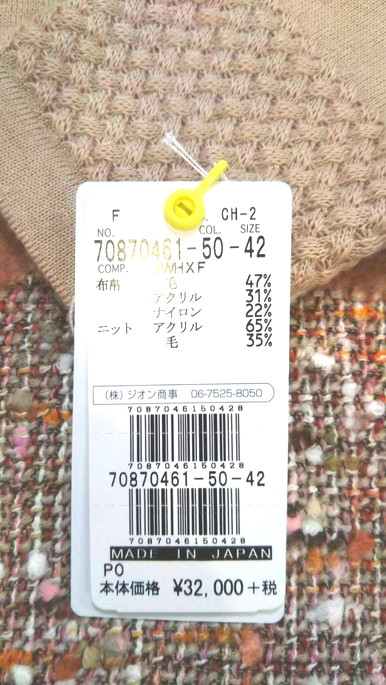 F CH-2
NO. COL. SIZE
70870461-50-42
COMP. WHXF
布帛 毛 47%
アクリル 31%
ナイロン 22%
ニット アクリル 65%
毛 35%
(株)ジオン商事 06-7525-8050
7087046150428
7087046150428
70870461-50-42
7087046150428
MADE IN JAPAN
PO
本体価格 ¥32,000+税